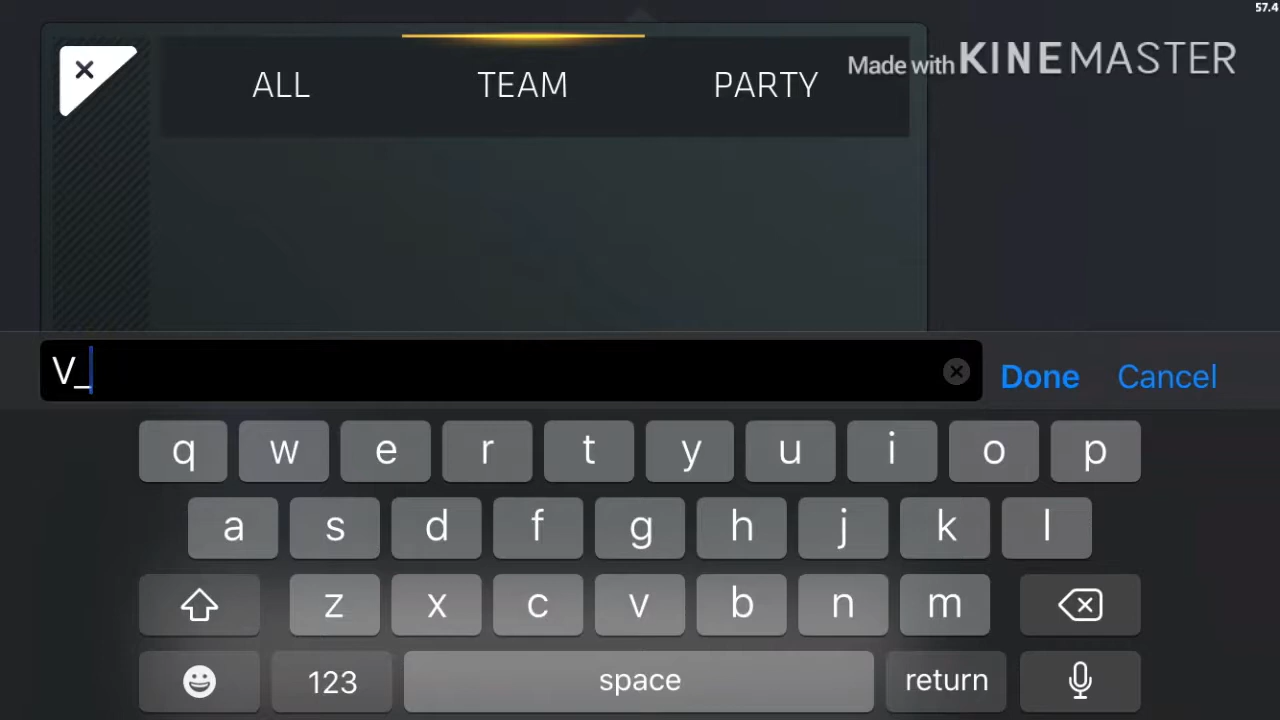 57.4
ALL TEAM PARTY
Made with KINEMASTER
V_
Done Cancel
q w e r t y u i o p
a s d f g h j k l
z x c v b n m
123 space return